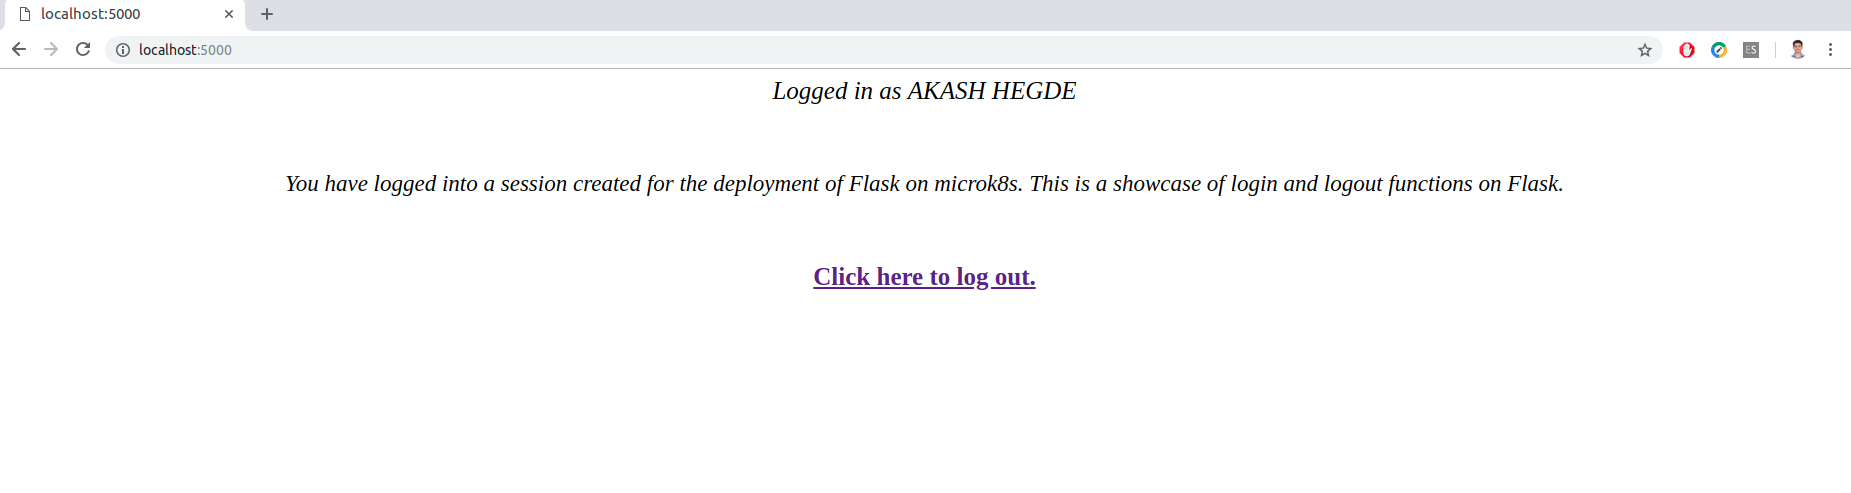 localhost:5000
localhost:5000
ES
Logged in as AKASH HEGDE
You have logged into a session created for the deployment of Flask on microk8s. This is a showcase of login and logout functions on Flask.
Click here to log out.